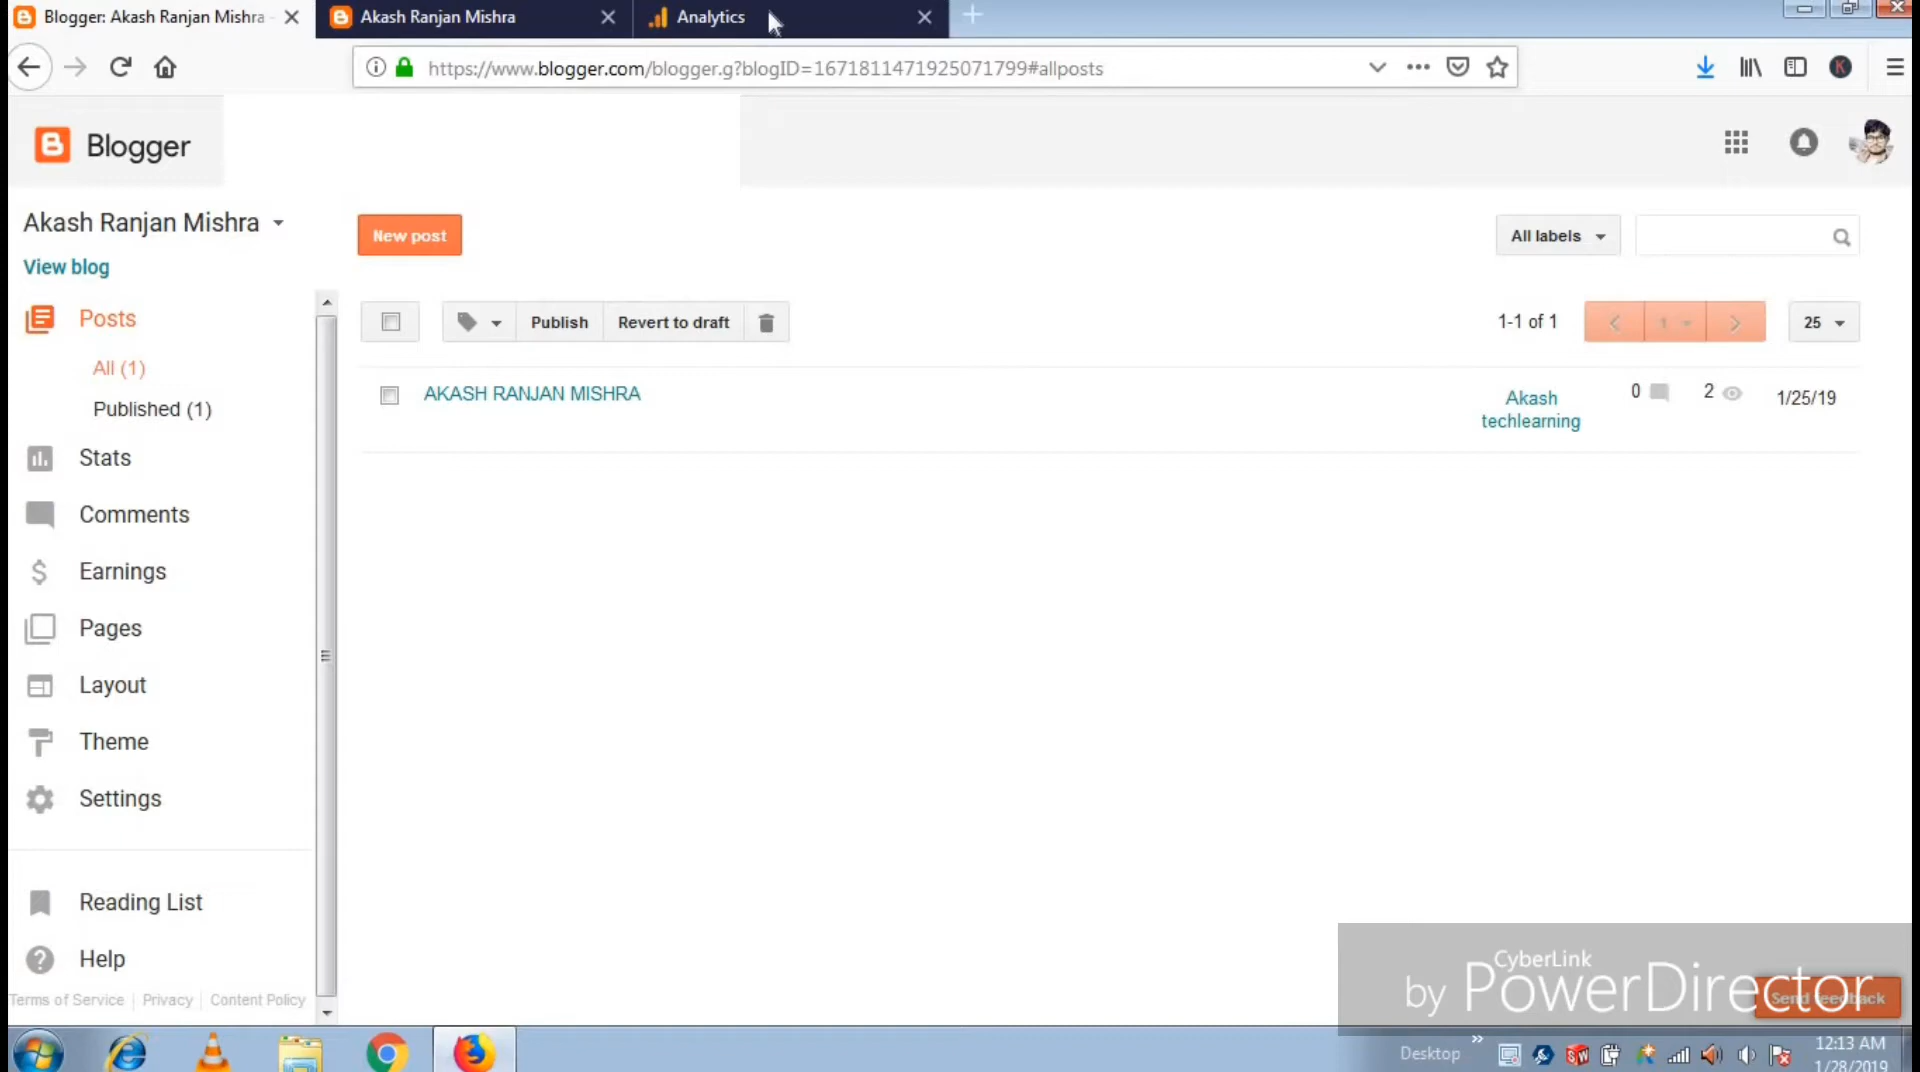 Blogger: Akash Ranjan Mishra -
Akash Ranjan Mishra
Analytics
https://www.blogger.com/blogger.g?blogID=1671811471925071799#allposts
K
Blogger
Akash Ranjan Mishra
View blog
New post
All labels
Posts
All (1)
Published (1)
Publish
Revert to draft
1-1 of 1
1
25
AKASH RANJAN MISHRA
Akash
techlearning
0
2
1/25/19
Stats
Comments
Earnings
Pages
Layout
Theme
Settings
Reading List
Help
Terms of Service
Privacy
Content Policy
CyberLink
by PowerDirector
Send feedback
Desktop
12:13 AM
1/28/2019